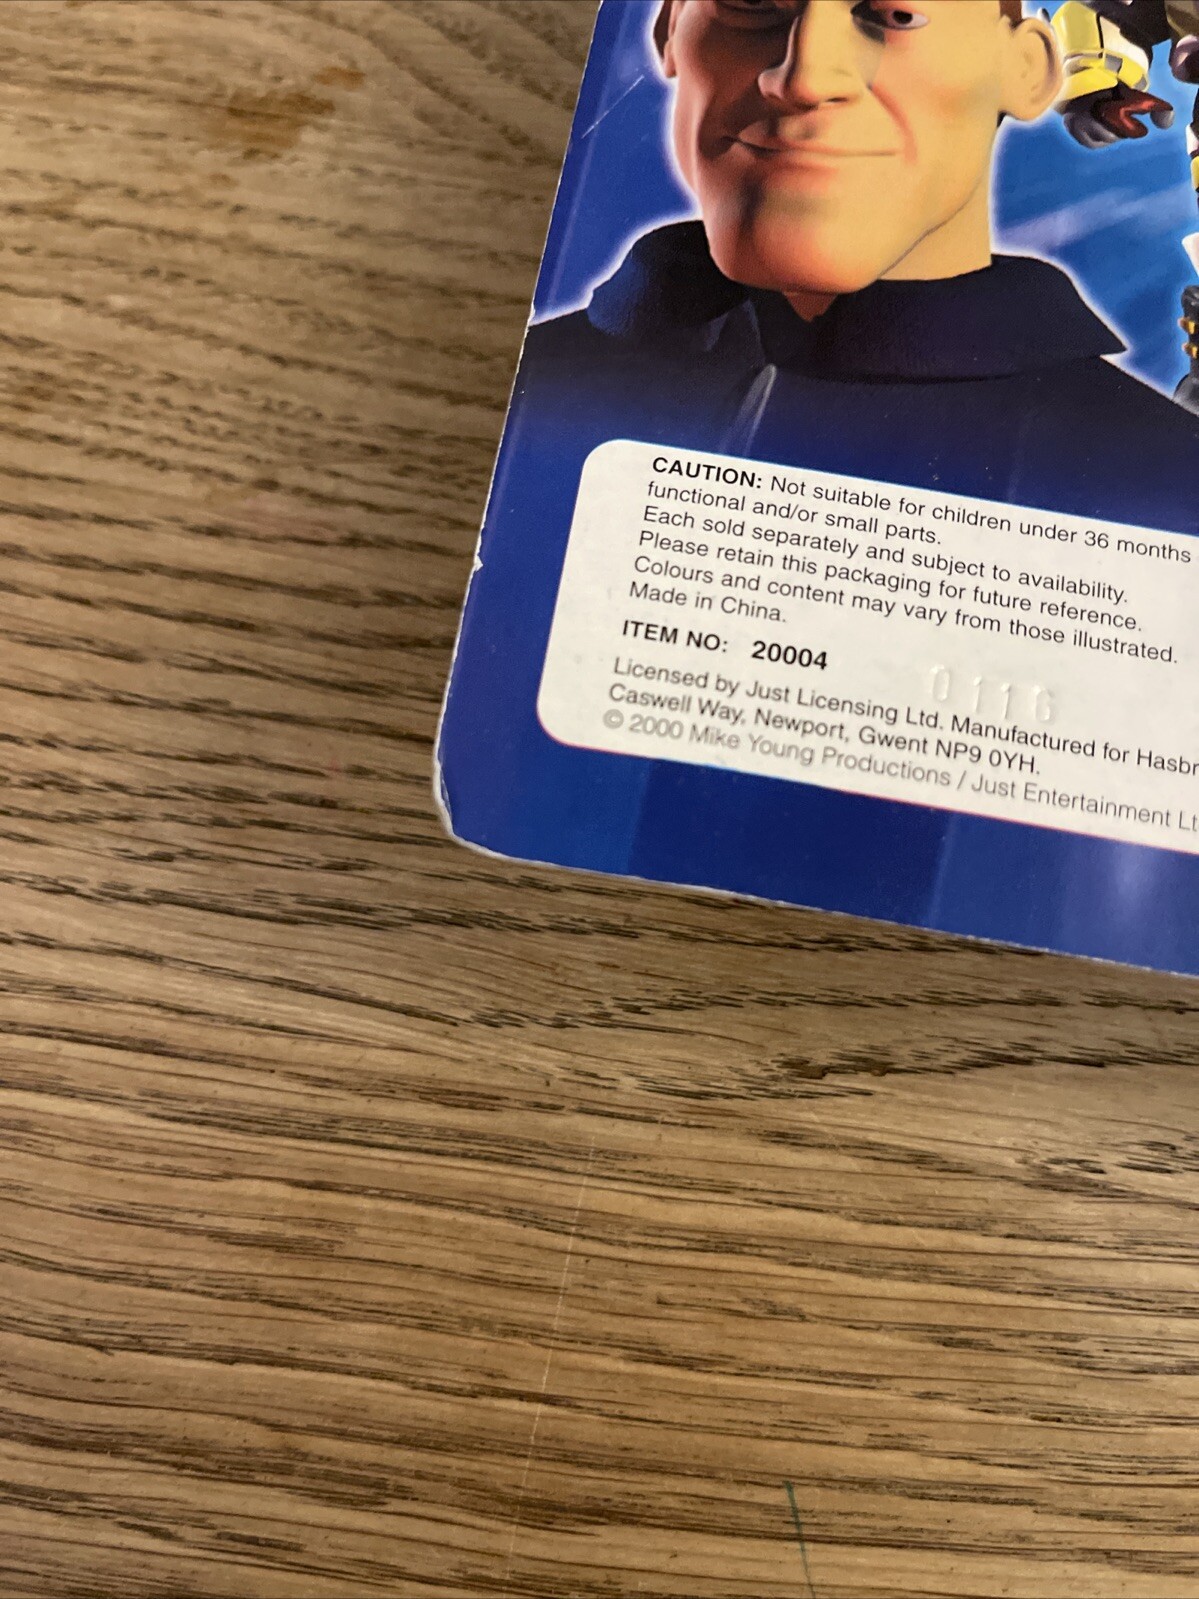 CAUTION: Not suitable for children under 36 months
functional and/or small parts.
Each sold separately and subject to availability.
Please retain this packaging for future reference.
Colours and content may vary from those illustrated.
Made in China.
ITEM NO: 20004
0116
Licensed by Just Licensing Ltd. Manufactured for Hasbr
Caswell Way, Newport, Gwent NP9 0YH.
© 2000 Mike Young Productions / Just Entertainment Lt